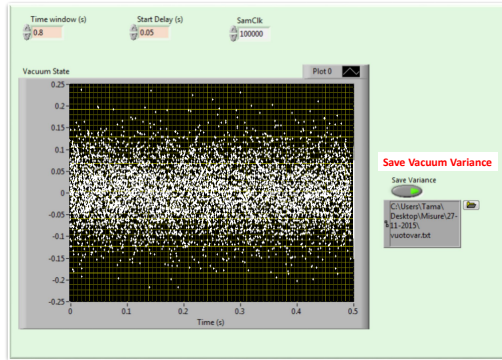 Time window (s)
0.8
Start Delay (s)
0.05
SamClk
100000
Vacuum State
Plot 0
0.25
0.2
0.15
0.1
0.05
0
-0.05
-0.1
-0.15
-0.2
-0.25
0
0.1
0.2
0.3
0.4
0.5
Time (s)
Save Vacuum Variance
Save Variance
C:\Users\Tama\
Desktop\Misure\27-
11-2015\
vuotovar.txt